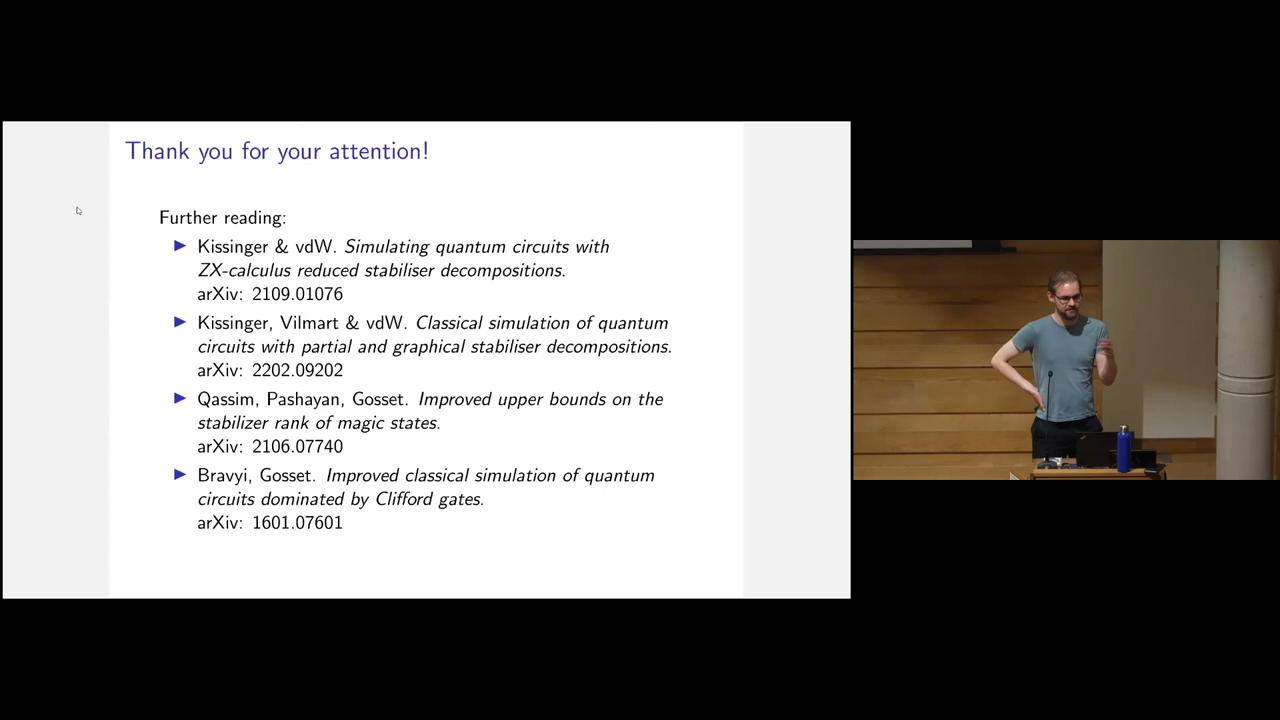 Thank you for your attention!
Further reading:
Kissinger & vdW. Simulating quantum circuits with
ZX-calculus reduced stabiliser decompositions.
arXiv: 2109.01076
Kissinger, Vilmart & vdW. Classical simulation of quantum
circuits with partial and graphical stabiliser decompositions.
arXiv: 2202.09202
Qassim, Pashayan, Gosset. Improved upper bounds on the
stabilizer rank of magic states.
arXiv: 2106.07740
Bravyi, Gosset. Improved classical simulation of quantum
circuits dominated by Clifford gates.
arXiv: 1601.07601